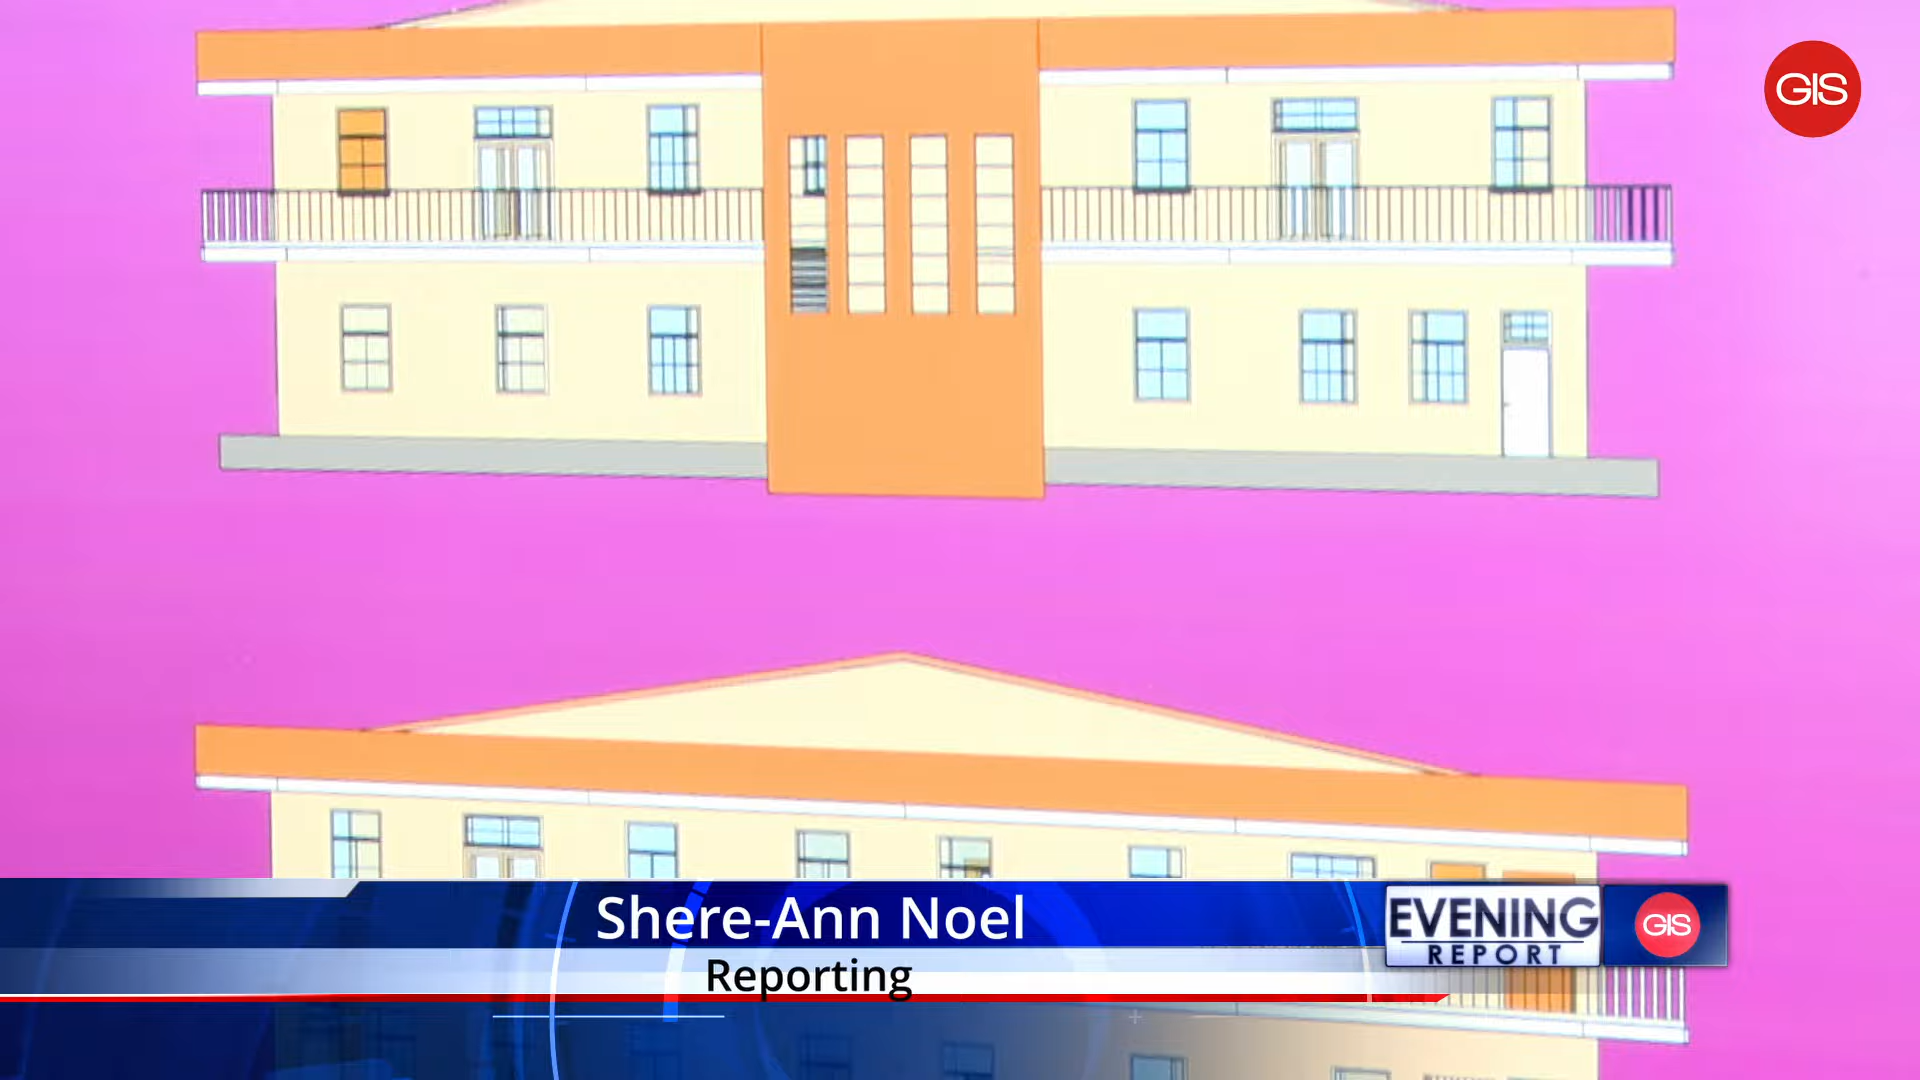 GIS
Shere-Ann Noel
Reporting
EVENING
REPORT
GIS